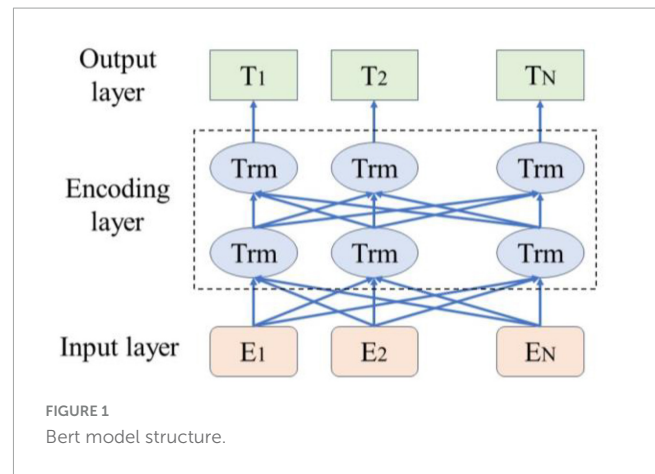 Output
layer
T1 T2 TN
Trm Trm Trm
Encoding
layer
Trm Trm Trm
Input layer E1 E2 EN
FIGURE 1
Bert model structure.